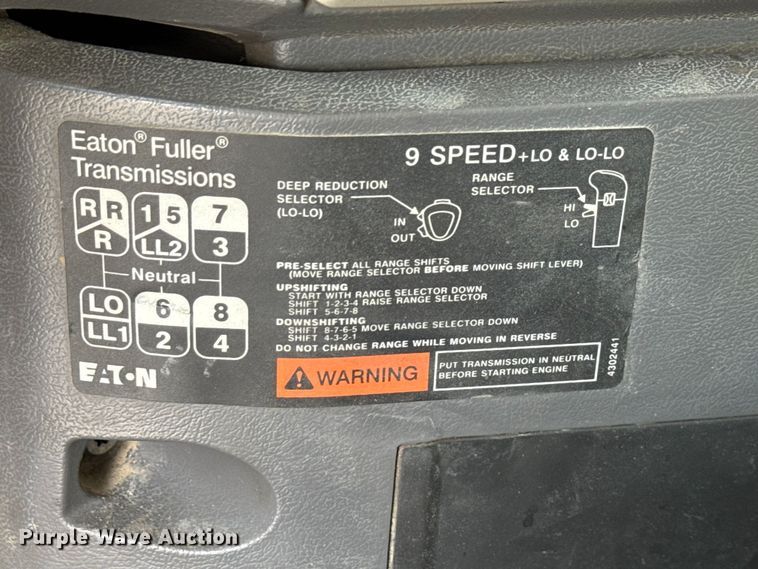 Eaton® Fuller®
Transmissions
9 SPEED +LO & LO-LO
R R
R
1 5
LL2
7
3
Neutral
LO
LL1
6
2
8
4
EATON
DEEP REDUCTION
SELECTOR
(LO-LO)
IN
OUT
RANGE
SELECTOR
HI
LO
PRE-SELECT ALL RANGE SHIFTS
(MOVE RANGE SELECTOR BEFORE MOVING SHIFT LEVER)
UPSHIFTING
START WITH RANGE SELECTOR DOWN
SHIFT 1-2-3-4 RAISE RANGE SELECTOR
SHIFT 5-6-7-8
DOWNSHIFTING
SHIFT 8-7-6-5 MOVE RANGE SELECTOR DOWN
SHIFT 4-3-2-1
DO NOT CHANGE RANGE WHILE MOVING IN REVERSE
WARNING
PUT TRANSMISSION IN NEUTRAL
BEFORE STARTING ENGINE
4302441
Purple Wave Auction
Purple Wave Auction